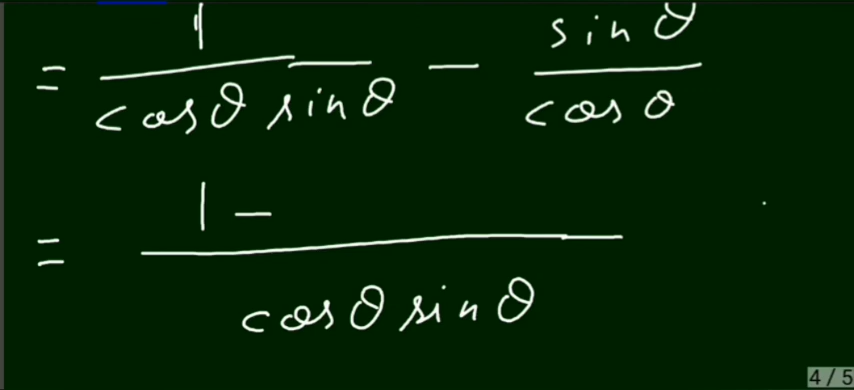 = 1 / cosθ sinθ - sinθ / cosθ
= 1 - / cosθ sinθ
4/5